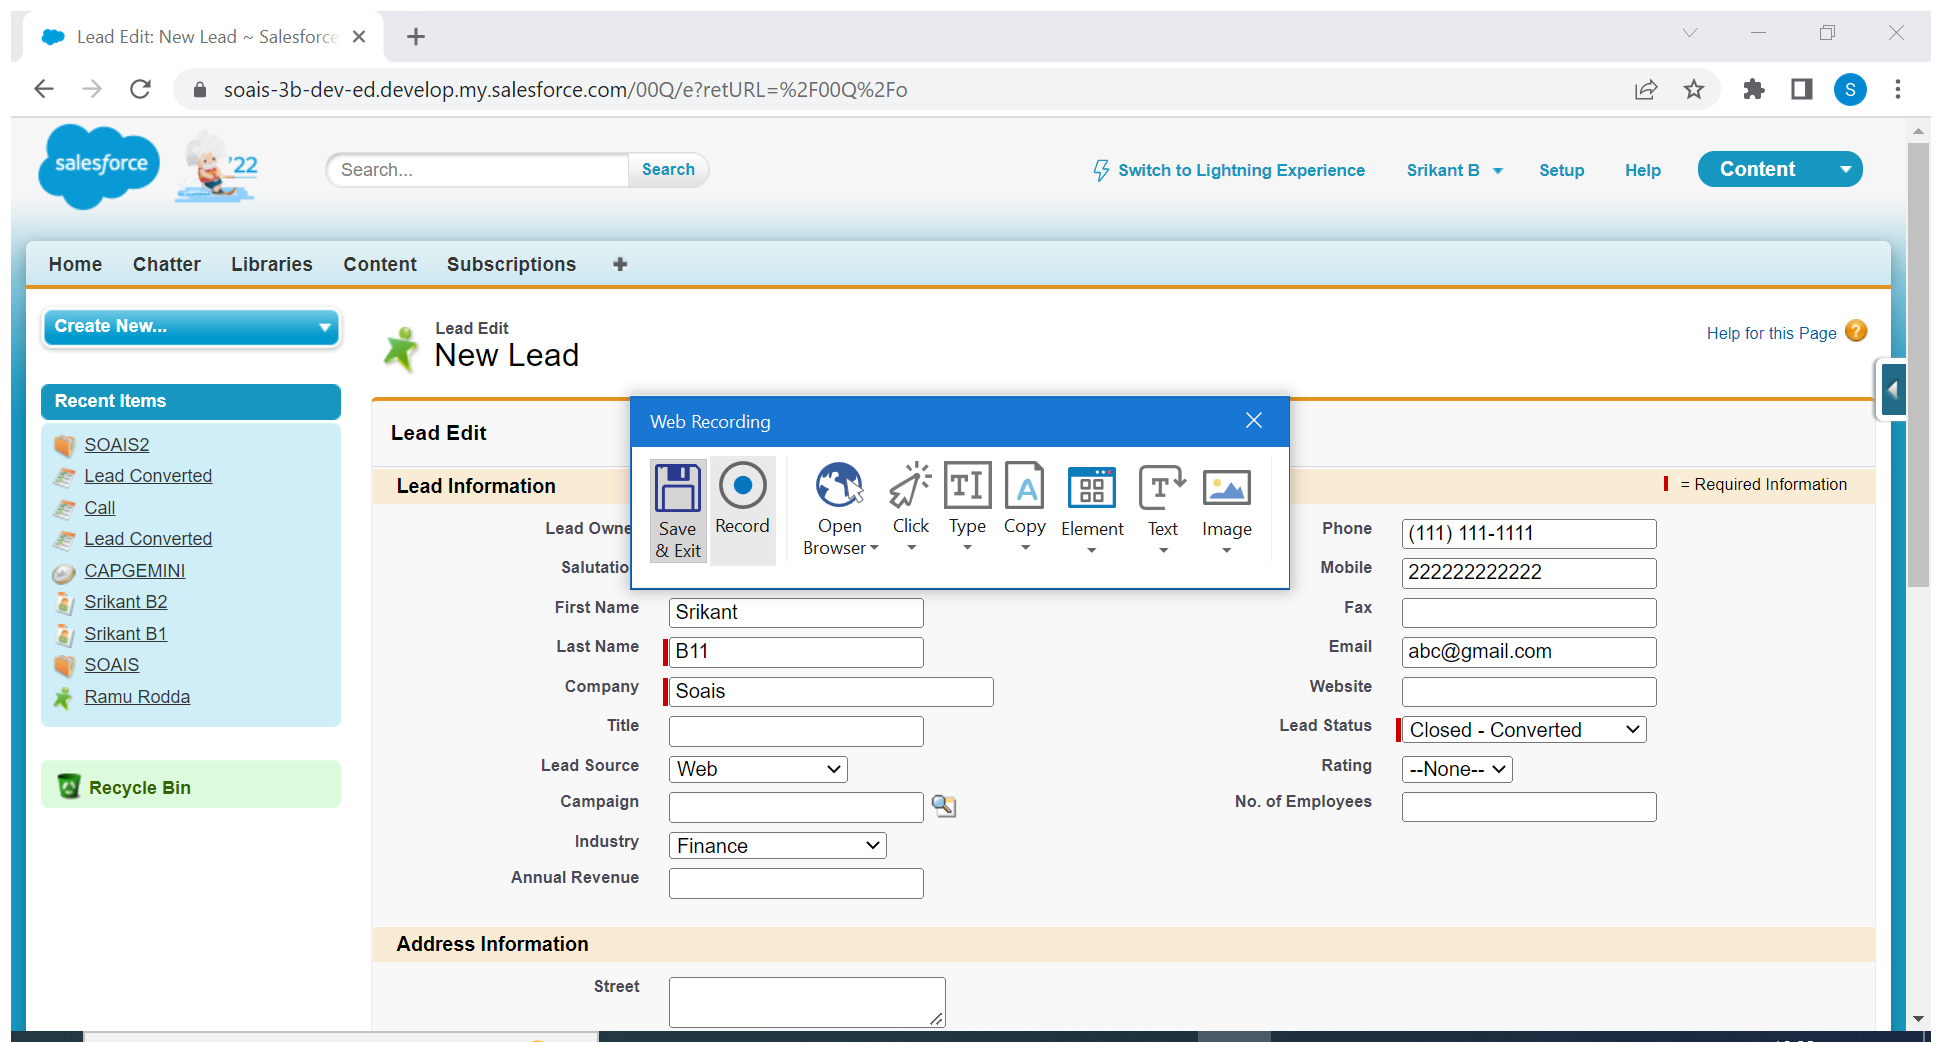 Lead Edit: New Lead ~ Salesforce
soais-3b-dev-ed.develop.my.salesforce.com/00Q/e?retURL=%2F00Q%2Fo
S
salesforce
'22
Search...
Search
Switch to Lightning Experience
Srikant B
Setup
Help
Content
Home
Chatter
Libraries
Content
Subscriptions
Create New...
Lead Edit
New Lead
Help for this Page
?
Recent Items
SOAIS2
Lead Converted
Call
Lead Converted
CAPGEMINI
Srikant B2
Srikant B1
SOAIS
Ramu Rodda
Recycle Bin
Web Recording
Save
& Exit
Record
Open
Browser
Click
Type
Copy
Element
Text
Image
Lead Edit
Lead Information
= Required Information
Lead Owne
Salutatio
First Name Srikant
Last Name B11
Company Soais
Title
Lead Source Web
Campaign
Industry Finance
Annual Revenue
Phone (111) 111-1111
Mobile 222222222222
Fax
Email abc@gmail.com
Website
Lead Status Closed - Converted
Rating --None--
No. of Employees
Address Information
Street